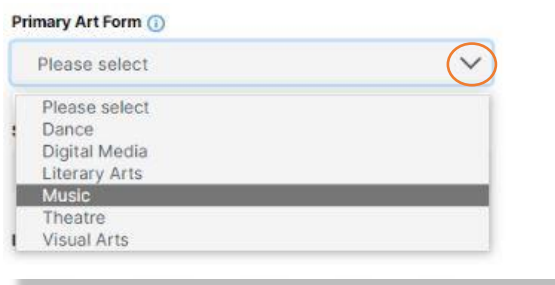 Primary Art Form
Please select
Please select
Dance
Digital Media
Literary Arts
Music
Theatre
Visual Arts